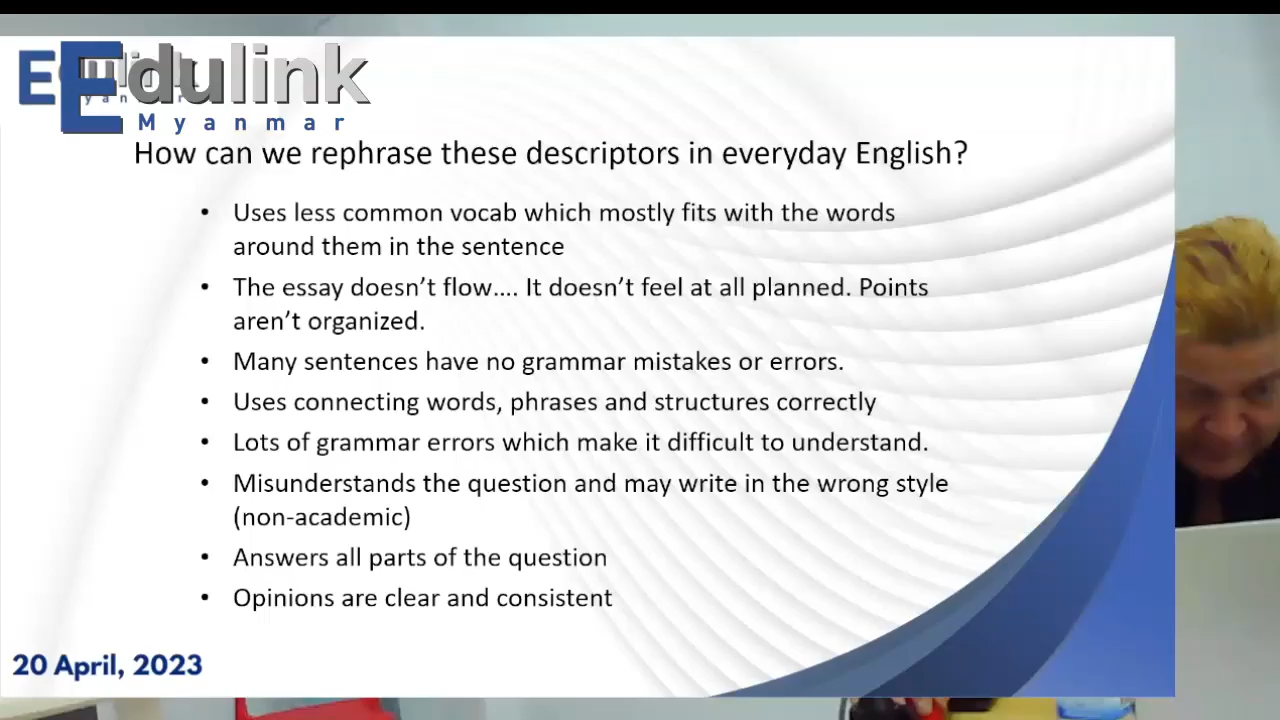 Edulink
Myanmar
How can we rephrase these descriptors in everyday English?
• Uses less common vocab which mostly fits with the words
around them in the sentence
• The essay doesn’t flow…. It doesn’t feel at all planned. Points
aren’t organized.
• Many sentences have no grammar mistakes or errors.
• Uses connecting words, phrases and structures correctly
• Lots of grammar errors which make it difficult to understand.
• Misunderstands the question and may write in the wrong style
(non-academic)
• Answers all parts of the question
• Opinions are clear and consistent
20 April, 2023